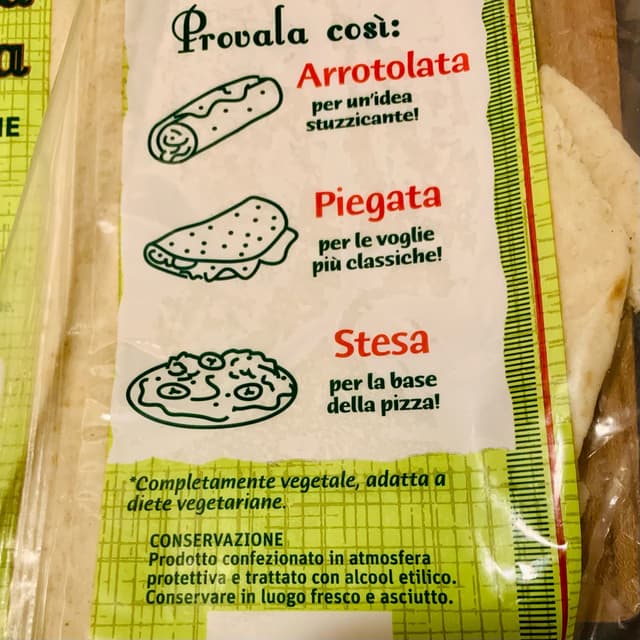 Provala così:
Arrotolata
per un'idea
stuzzicante!
Piegata
per le voglie
più classiche!
Stesa
per la base
della pizza!
*Completamente vegetale, adatta a
diete vegetariane.
CONSERVAZIONE
Prodotto confezionato in atmosfera
protettiva e trattato con alcool etilico.
Conservare in luogo fresco e asciutto.